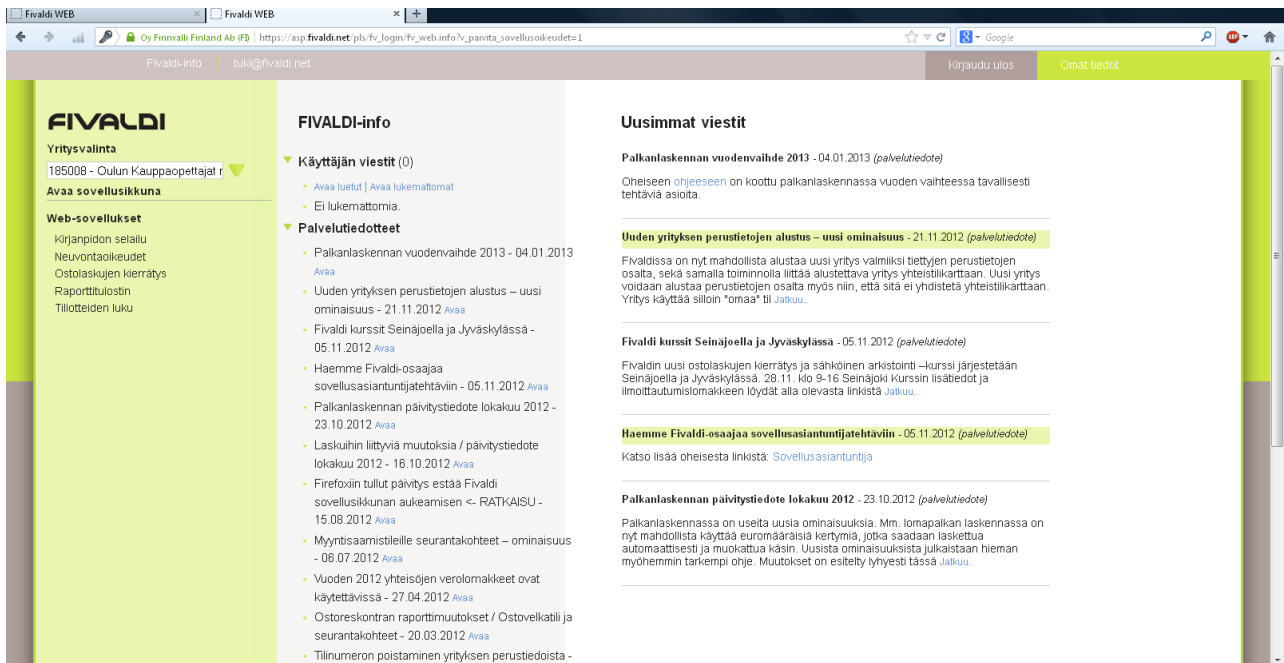 Fivaldi WEB
Fivaldi WEB
Oy Finnvalli Finland Ab (FI)
https://asp.fivaldi.net/pls/fv_login/fv_web.info?v_paivita_sovellusoikeudet=1
Google
ABP
Fivaldi-info
tuki@fivaldi.net
Kirjaudu ulos
Omat tiedot
FIVALDI
Yritysvalinta
185008 - Oulun Kauppaopettajat r
Avaa sovellusikkuna
Web-sovellukset
Kirjanpidon selailu
Neuvontaoikeudet
Ostolaskujen kierrätys
Raporttitulostin
Tiliotteiden luku
FIVALDI-info
Käyttäjän viestit (0)
Avaa luetut | Avaa lukemattomat
Ei lukemattomia.
Palvelutiedotteet
Palkanlaskennan vuodenvaihde 2013 - 04.01.2013
Avaa
Uuden yrityksen perustietojen alustus – uusi
ominaisuus - 21.11.2012 Avaa
Fivaldi kurssit Seinäjoella ja Jyväskylässä -
05.11.2012 Avaa
Haemme Fivaldi-osaajaa
sovellusasiantuntijatehtäviin - 05.11.2012 Avaa
Palkanlaskennan päivitystiedote lokakuu 2012 -
23.10.2012 Avaa
Laskuihin liittyviä muutoksia / päivitystiedote
lokakuu 2012 - 16.10.2012 Avaa
Firefoxiin tullut päivitys estää Fivaldi
sovellusikkunan aukeamisen <- RATKAISU -
15.08.2012 Avaa
Myyntisaamistileille seurantakohteet – ominaisuus
- 06.07.2012 Avaa
Vuoden 2012 yhteisöjen verolomakkeet ovat
käytettävissä - 27.04.2012 Avaa
Ostoreskontran raporttimuutokset / Ostovelkatili ja
seurantakohteet - 20.03.2012 Avaa
Tilinumeron poistaminen yrityksen perustiedoista -
Uusimmat viestit
Palkanlaskennan vuodenvaihde 2013 - 04.01.2013 (palvelutiedote)
Oheiseen ohjeeseen on koottu palkanlaskennassa vuoden vaihteessa tavallisesti
tehtäviä asioita.
Uuden yrityksen perustietojen alustus – uusi ominaisuus - 21.11.2012 (palvelutiedote)
Fivaldissa on nyt mahdollista alustaa uusi yritys valmiiksi tiettyjen perustietojen
osalta, sekä samalla toiminnolla liittää alustettava yritys yhteistilikarttaan. Uusi yritys
voidaan alustaa perustietojen osalta myös niin, että sitä ei yhdistetä yhteistilikarttaan.
Yritys käyttää silloin "omaa" til Jatkuu..
Fivaldi kurssit Seinäjoella ja Jyväskylässä - 05.11.2012 (palvelutiedote)
Fivaldin uusi ostolaskujen kierrätys ja sähköinen arkistointi –kurssi järjestetään
Seinäjoella ja Jyväskylässä. 28.11. klo 9-16 Seinäjoki Kurssin lisätiedot ja
ilmoittautumislomakkeen löydät alla olevasta linkistä Jatkuu..
Haemme Fivaldi-osaajaa sovellusasiantuntijatehtäviin - 05.11.2012 (palvelutiedote)
Katso lisää oheisesta linkistä: Sovellusasiantuntija
Palkanlaskennan päivitystiedote lokakuu 2012 - 23.10.2012 (palvelutiedote)
Palkanlaskennassa on useita uusia ominaisuuksia. Mm. lomapalkan laskennassa on
nyt mahdollista käyttää euromääräisiä kertymiä, jotka saadaan laskettua
automaattisesti ja muokattua käsin. Uusista ominaisuuksista julkaistaan hieman
myöhemmin tarkempi ohje. Muutokset on esitelty lyhyesti tässä Jatkuu..